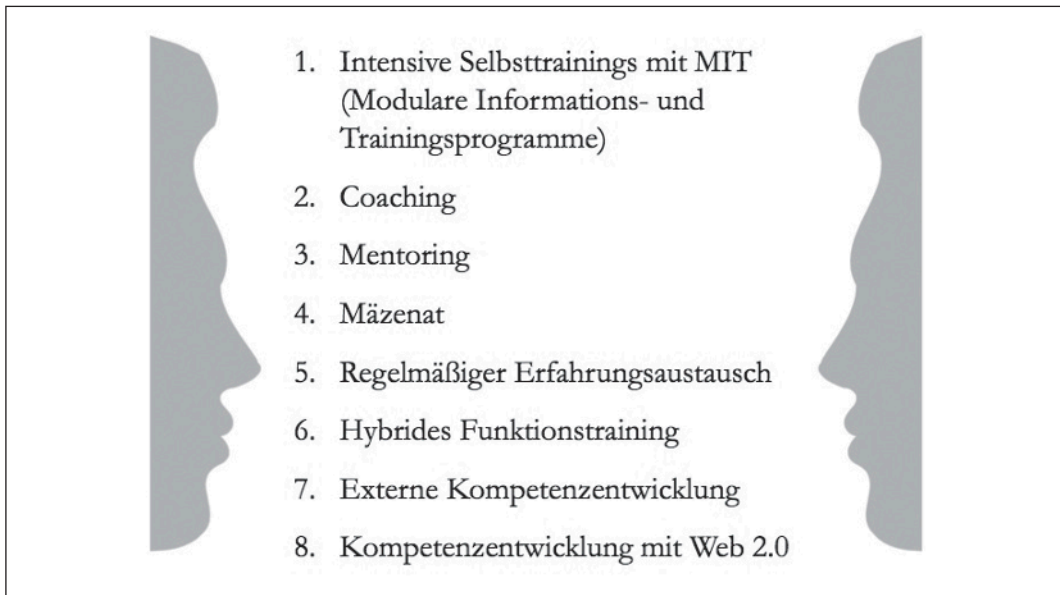 1. Intensive Selbsttrainings mit MIT
(Modulare Informations- und
Trainingsprogramme)
2. Coaching
3. Mentoring
4. Mäzenat
5. Regelmäßiger Erfahrungsaustausch
6. Hybrides Funktionstraining
7. Externe Kompetenzentwicklung
8. Kompetenzentwicklung mit Web 2.0